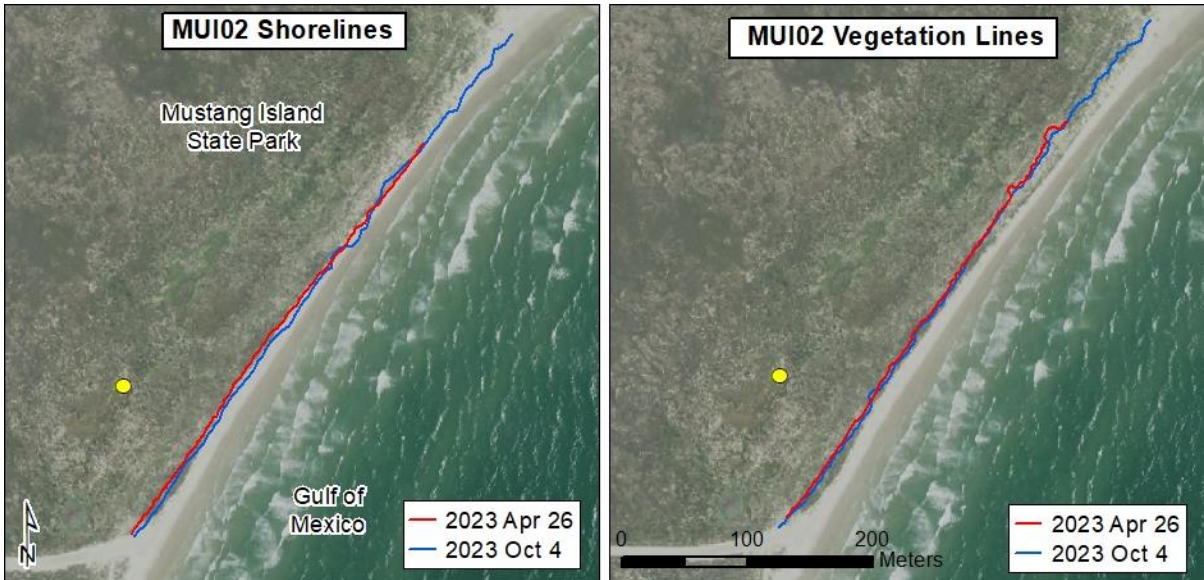 MUI02 Shorelines
Mustang Island
State Park
Gulf of
Mexico
N
2023 Apr 26
2023 Oct 4
MUI02 Vegetation Lines
0 100 200
Meters
2023 Apr 26
2023 Oct 4